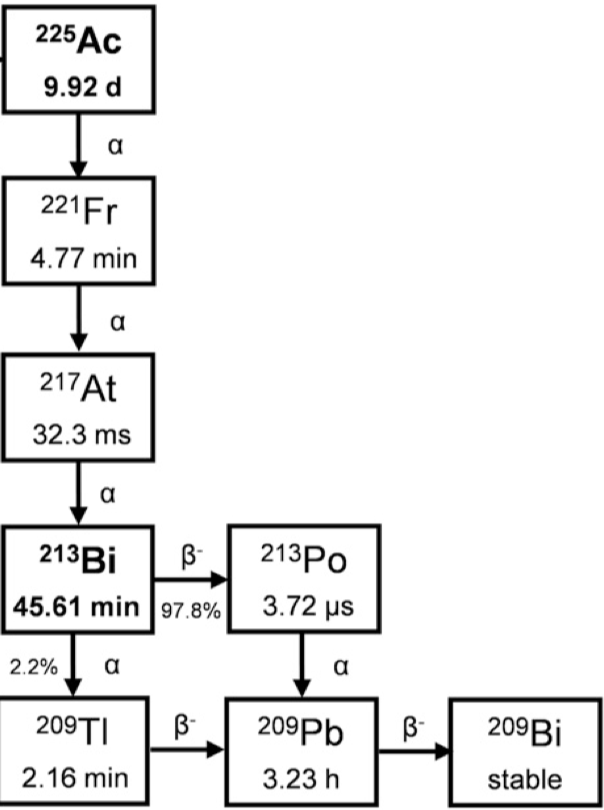 ²²⁵Ac
9.92 d
α
²²¹Fr
4.77 min
α
²¹⁷At
32.3 ms
α
²¹³Bi
45.61 min
β⁻
97.8%
²¹³Po
3.72 µs
2.2%
α
α
²⁰⁹Tl
2.16 min
β⁻
²⁰⁹Pb
3.23 h
β⁻
²⁰⁹Bi
stable